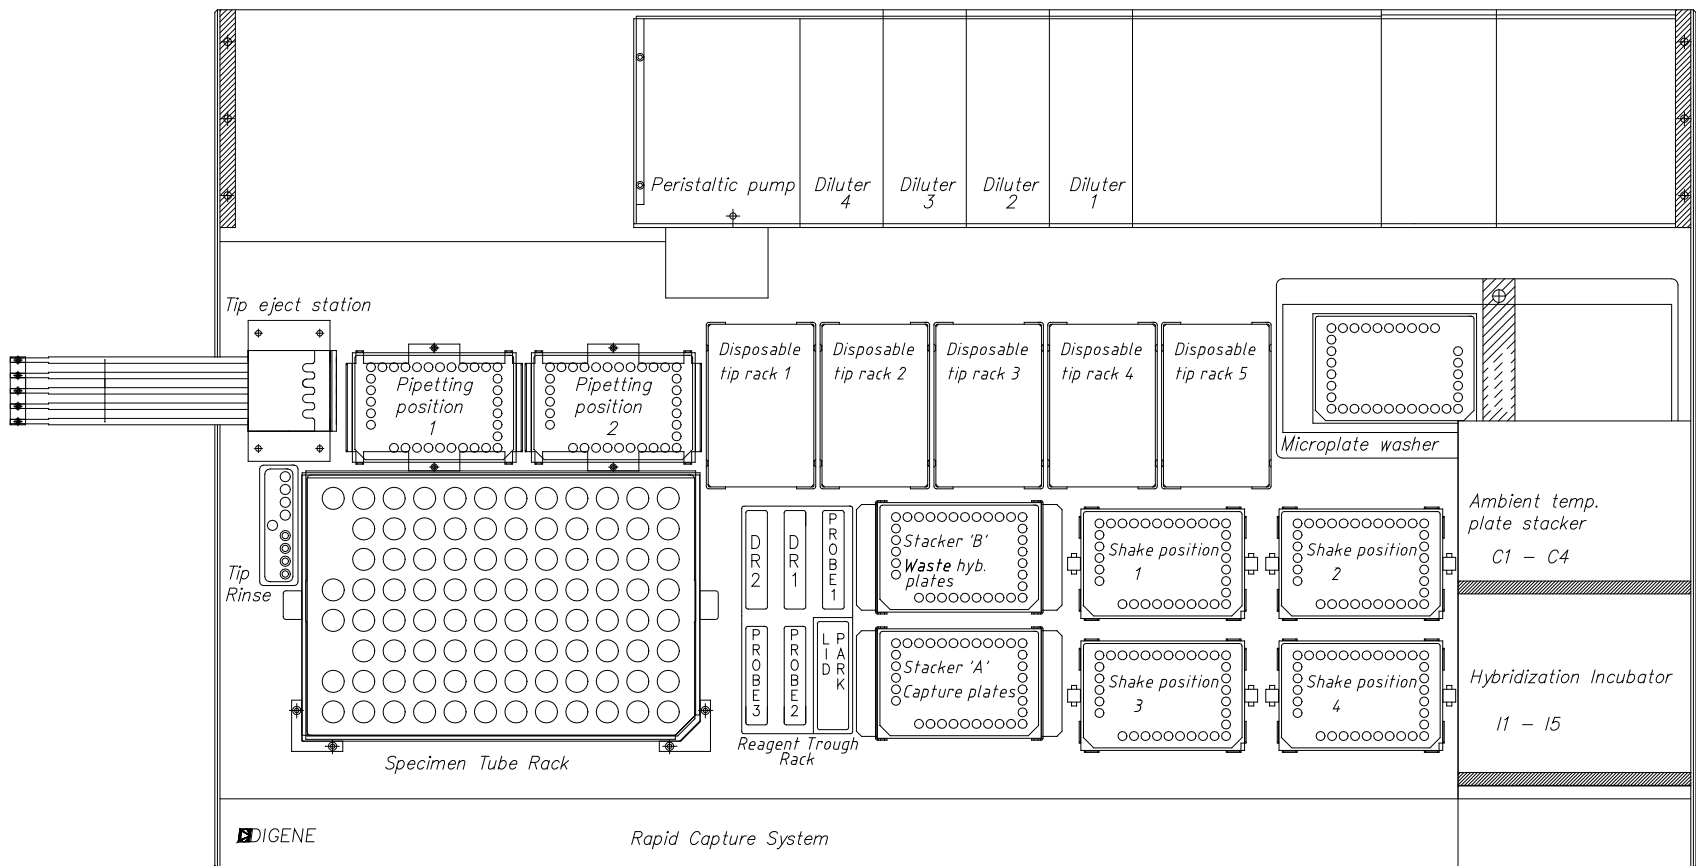 Peristaltic pump
Diluter
4
Diluter
3
Diluter
2
Diluter
1
Tip eject station
Pipetting
position
1
Pipetting
position
2
Disposable
tip rack 1
Disposable
tip rack 2
Disposable
tip rack 3
Disposable
tip rack 4
Disposable
tip rack 5
Microplate washer
Ambient temp.
plate stacker
C1 - C4
Tip
Rinse
DR2
DR1
PROBE1
PROBE3
PROBE2
LID
PARK
Reagent Trough
Rack
Stacker 'B'
Waste hyb.
plates
Stacker 'A'
Capture plates
Shake position
1
Shake position
2
Shake position
3
Shake position
4
Hybridization Incubator
I1 - I5
Specimen Tube Rack
DIGENE
Rapid Capture System